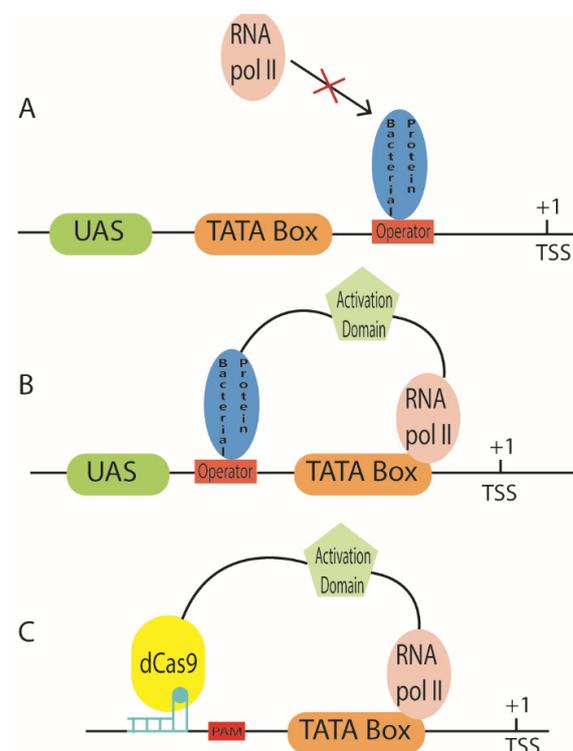 RNA
pol II
A
Bacterial
Protein
+1
UAS
TATA Box
Operator
TSS
Activation
Domain
B
Bacterial
Protein
RNA
pol II
+1
UAS
Operator
TATA Box
TSS
Activation
Domain
C
dCas9
RNA
pol II
+1
PAM
TATA Box
TSS